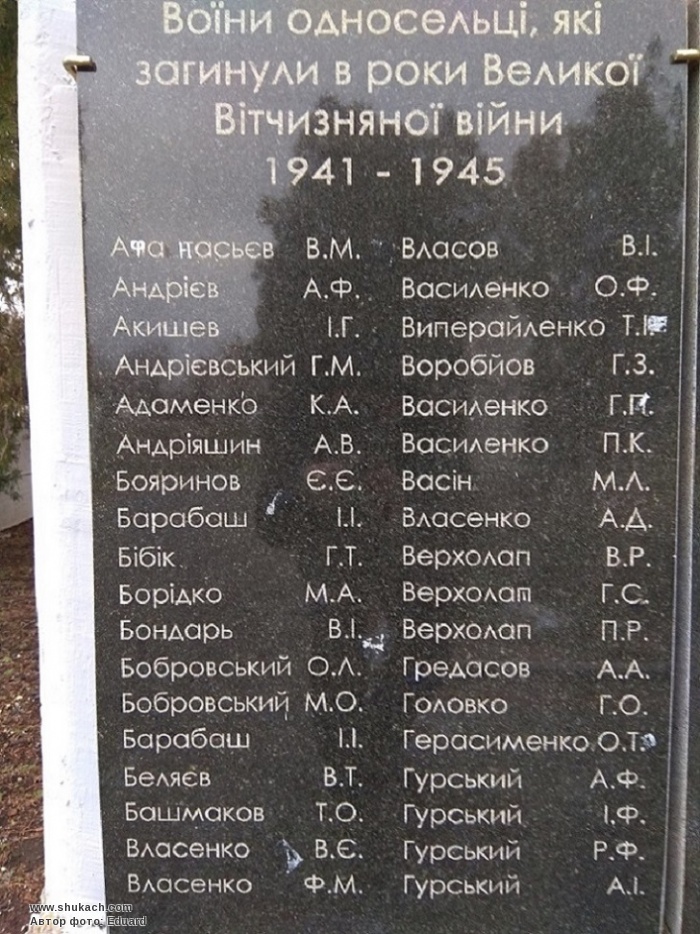 Воїни односельці, які
загинули в роки Великої
Вітчизняної війни
1941 - 1945
Афанасьєв В.М.
Андрієв А.Ф.
Акишев І.Г.
Андрієвський Г.М.
Адаменко К.А.
Андріяшин А.В.
Бояринов Є.Є.
Барабаш І.І.
Бібік Г.Т.
Борідко М.А.
Бондарь В.І.
Бобровський О.Л.
Бобровський М.О.
Барабаш І.І.
Беляєв В.Т.
Башмаков Т.О.
Власенко В.Є.
Власенко Ф.М.
Власов В.І.
Василенко О.Ф.
Виперайленко Т.І.
Воробйов Г.З.
Василенко Г.П.
Василенко П.К.
Васін М.Л.
Власенко А.Д.
Верхолап В.Р.
Верхолап Г.С.
Верхолап П.Р.
Гредасов А.А.
Головко Г.О.
Герасименко О.Т.
Гурський А.Ф.
Гурський І.Ф.
Гурський Р.Ф.
Гурський А.І.
www.shukach.com
Автор фото: Eduard